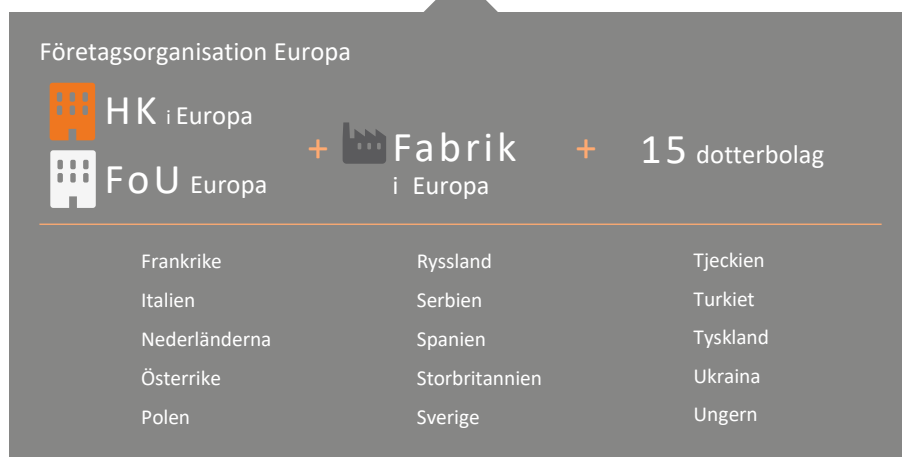 Företagsorganisation Europa
HK i Europa
FoU Europa
+
Fabrik
i Europa
+
15 dotterbolag
Frankrike
Italien
Nederländerna
Österrike
Polen
Ryssland
Serbien
Spanien
Storbritannien
Sverige
Tjeckien
Turkiet
Tyskland
Ukraina
Ungern